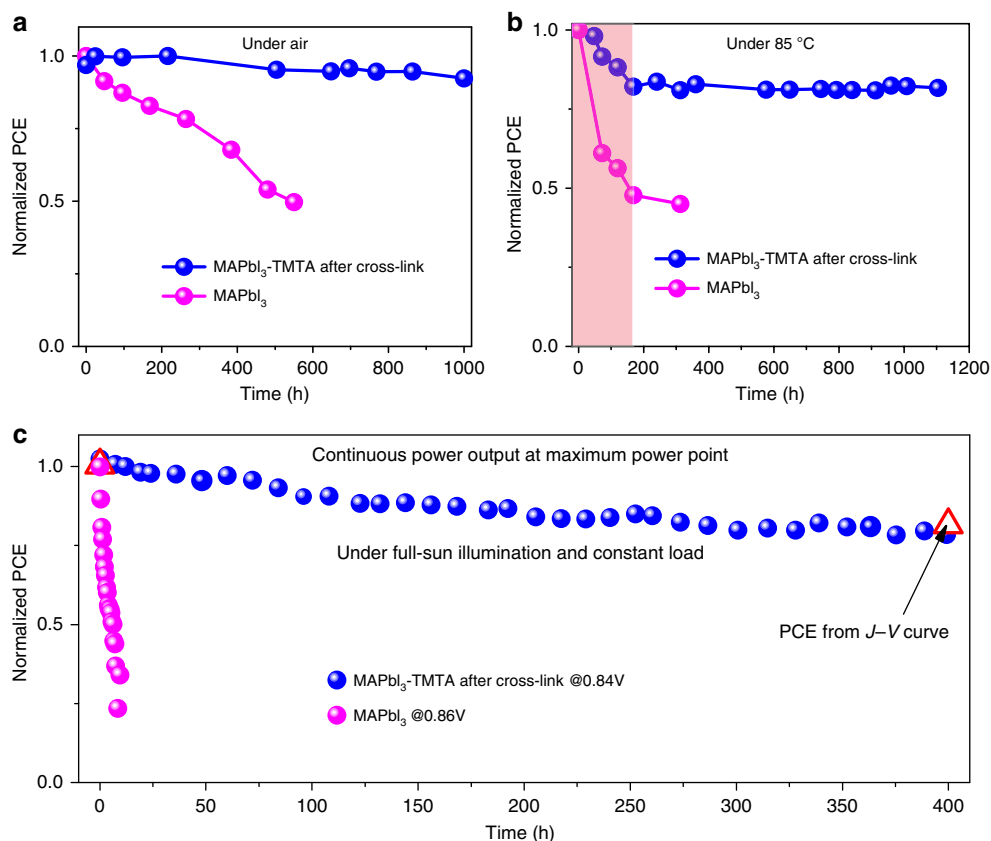 a
Under air
1.0
0.5
0.0
Normalized PCE
MAPbI₃-TMTA after cross-link
MAPbI₃
0 200 400 600 800 1000
Time (h)
b
Under 85 °C
1.0
0.5
0.0
Normalized PCE
MAPbI₃-TMTA after cross-link
MAPbI₃
0 200 400 600 800 1000 1200
Time (h)
c
Continuous power output at maximum power point
1.0
0.5
0.0
Normalized PCE
Under full-sun illumination and constant load
PCE from J–V curve
MAPbI₃-TMTA after cross-link @0.84V
MAPbI₃ @0.86V
0 50 100 150 200 250 300 350 400
Time (h)